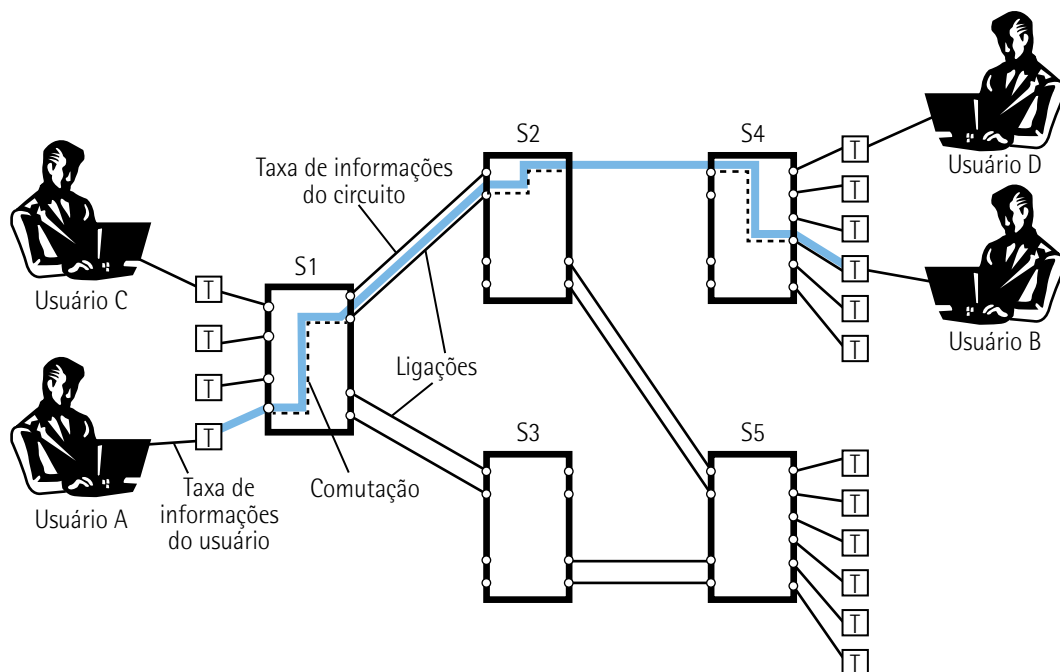 S2
S4
Usuário D
T
T
T
T
T
T
Usuário B
Taxa de informações
do circuito
Usuário C
T
T
T
T
S1
Ligações
Comutação
Usuário A
Taxa de
informações
do usuário
S3
S5
T
T
T
T
T
T